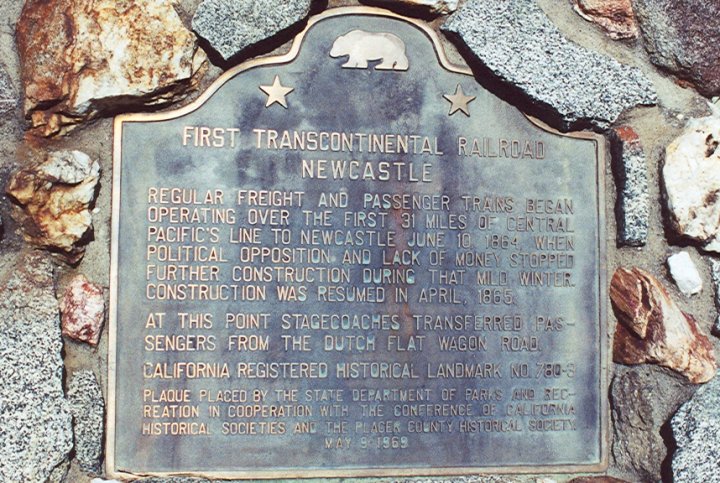 FIRST TRANSCONTINENTAL RAILROAD
NEWCASTLE
REGULAR FREIGHT AND PASSENGER TRAINS BEGAN
OPERATING OVER THE FIRST 31 MILES OF CENTRAL
PACIFIC'S LINE TO NEWCASTLE JUNE 10, 1864, WHEN
POLITICAL OPPOSITION AND LACK OF MONEY STOPPED
FURTHER CONSTRUCTION DURING THAT MILD WINTER.
CONSTRUCTION WAS RESUMED IN APRIL, 1865.
AT THIS POINT STAGECOACHES TRANSFERRED PAS-
SENGERS FROM THE DUTCH FLAT WAGON ROAD.
CALIFORNIA REGISTERED HISTORICAL LANDMARK NO. 780-3
PLAQUE PLACED BY THE STATE DEPARTMENT OF PARKS AND REC-
REATION IN COOPERATION WITH THE CONFERENCE OF CALIFORNIA
HISTORICAL SOCIETIES AND THE PLACER COUNTY HISTORICAL SOCIETY.
MAY 9 1969